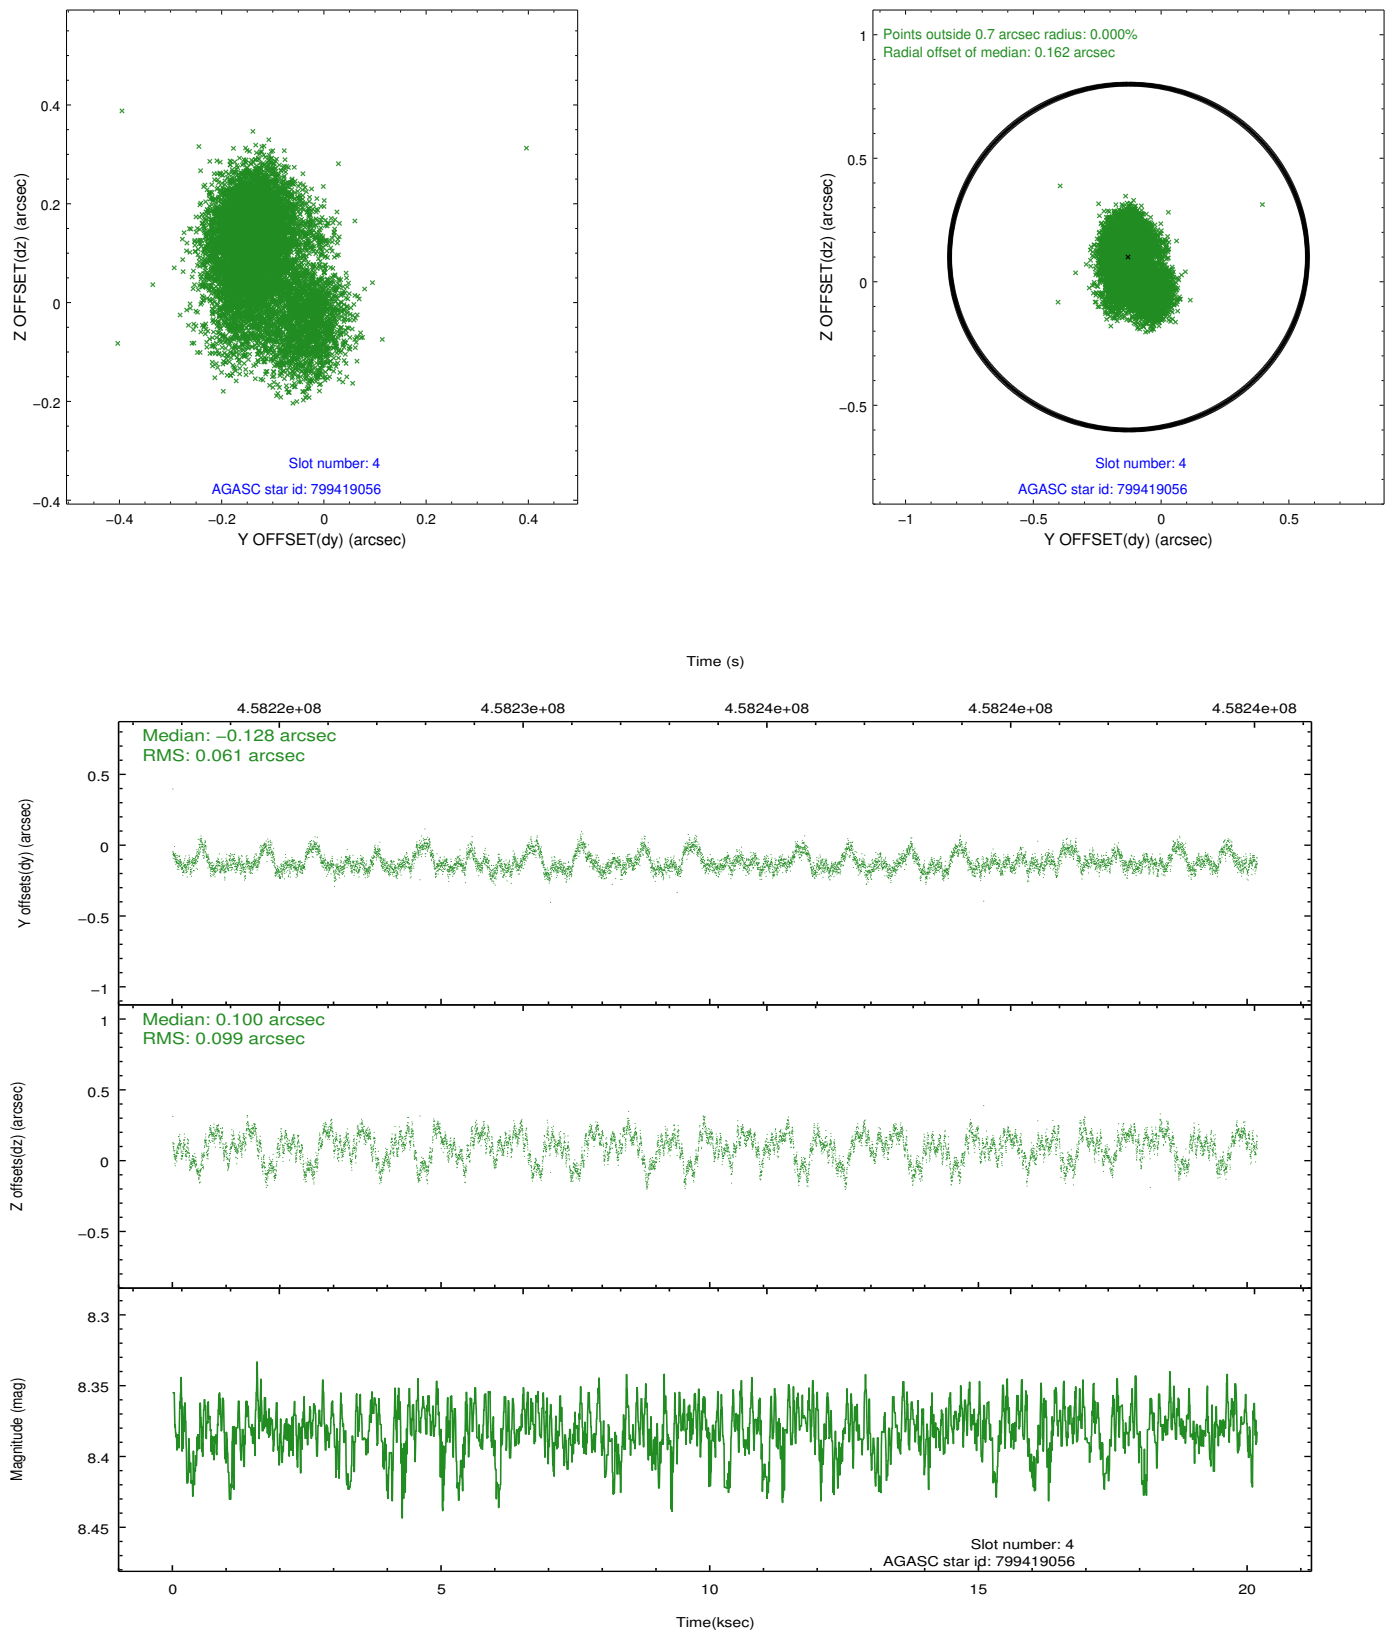 0.4
0.2
0
−0.2
−0.4
Z OFFSET(dz) (arcsec)
Slot number: 4
AGASC star id: 799419056
−0.4 −0.2 0 0.2 0.4
Y OFFSET(dy) (arcsec)
Points outside 0.7 arcsec radius: 0.000%
Radial offset of median: 0.162 arcsec
1
0.5
0
−0.5
Z OFFSET(dz) (arcsec)
Slot number: 4
AGASC star id: 799419056
−1 −0.5 0 0.5
Y OFFSET(dy) (arcsec)
Time (s)
4.5822e+08 4.5823e+08 4.5824e+08 4.5824e+08 4.5824e+08
Median: −0.128 arcsec
RMS: 0.061 arcsec
0.5
0
−0.5
−1
Y offsets(dy) (arcsec)
Median: 0.100 arcsec
RMS: 0.099 arcsec
1
0.5
0
−0.5
Z offsets(dz) (arcsec)
8.3
8.35
8.4
8.45
Magnitude (mag)
Slot number: 4
AGASC star id: 799419056
0 5 10 15 20
Time(ksec)